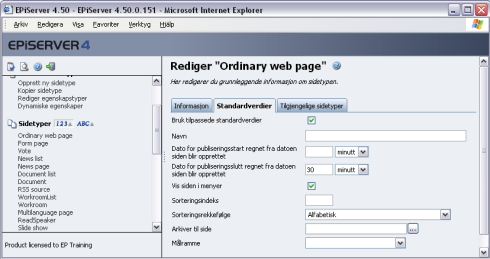 EPiServer 4.50 - EPiServer 4.50.0.151 - Microsoft Internet Explorer
Arkiv Redigera Visa Favoriter Verktyg Hjälp
EPiSERVER 4
Opprett ny sidetype
Kopier sidetype
Rediger egenskapstyper
Dynamiske egenskaper
Sidetyper 123 ABC
Ordinary web page
Form page
Vote
News list
News page
Document list
Document
RSS source
WorkroomList
Workroom
Multilanguage page
ReadSpeaker
Slide show
Product licensed to EP Training
Rediger "Ordinary web page"
Her redigerer du grunnleggende informasjon om sidetypen.
Informasjon Standardverdier Tilgjengelige sidetyper
Bruk tilpassede standardverdier
Navn
Dato for publiseringsstart regnet fra datoen siden blir opprettet minutt
Dato for publiseringsslutt regnet fra datoen siden blir opprettet 30 minutt
Vis siden i menyer
Sorteringsindeks
Sorteringsrekkefølge Alfabetisk
Arkiver til side ...
Målramme